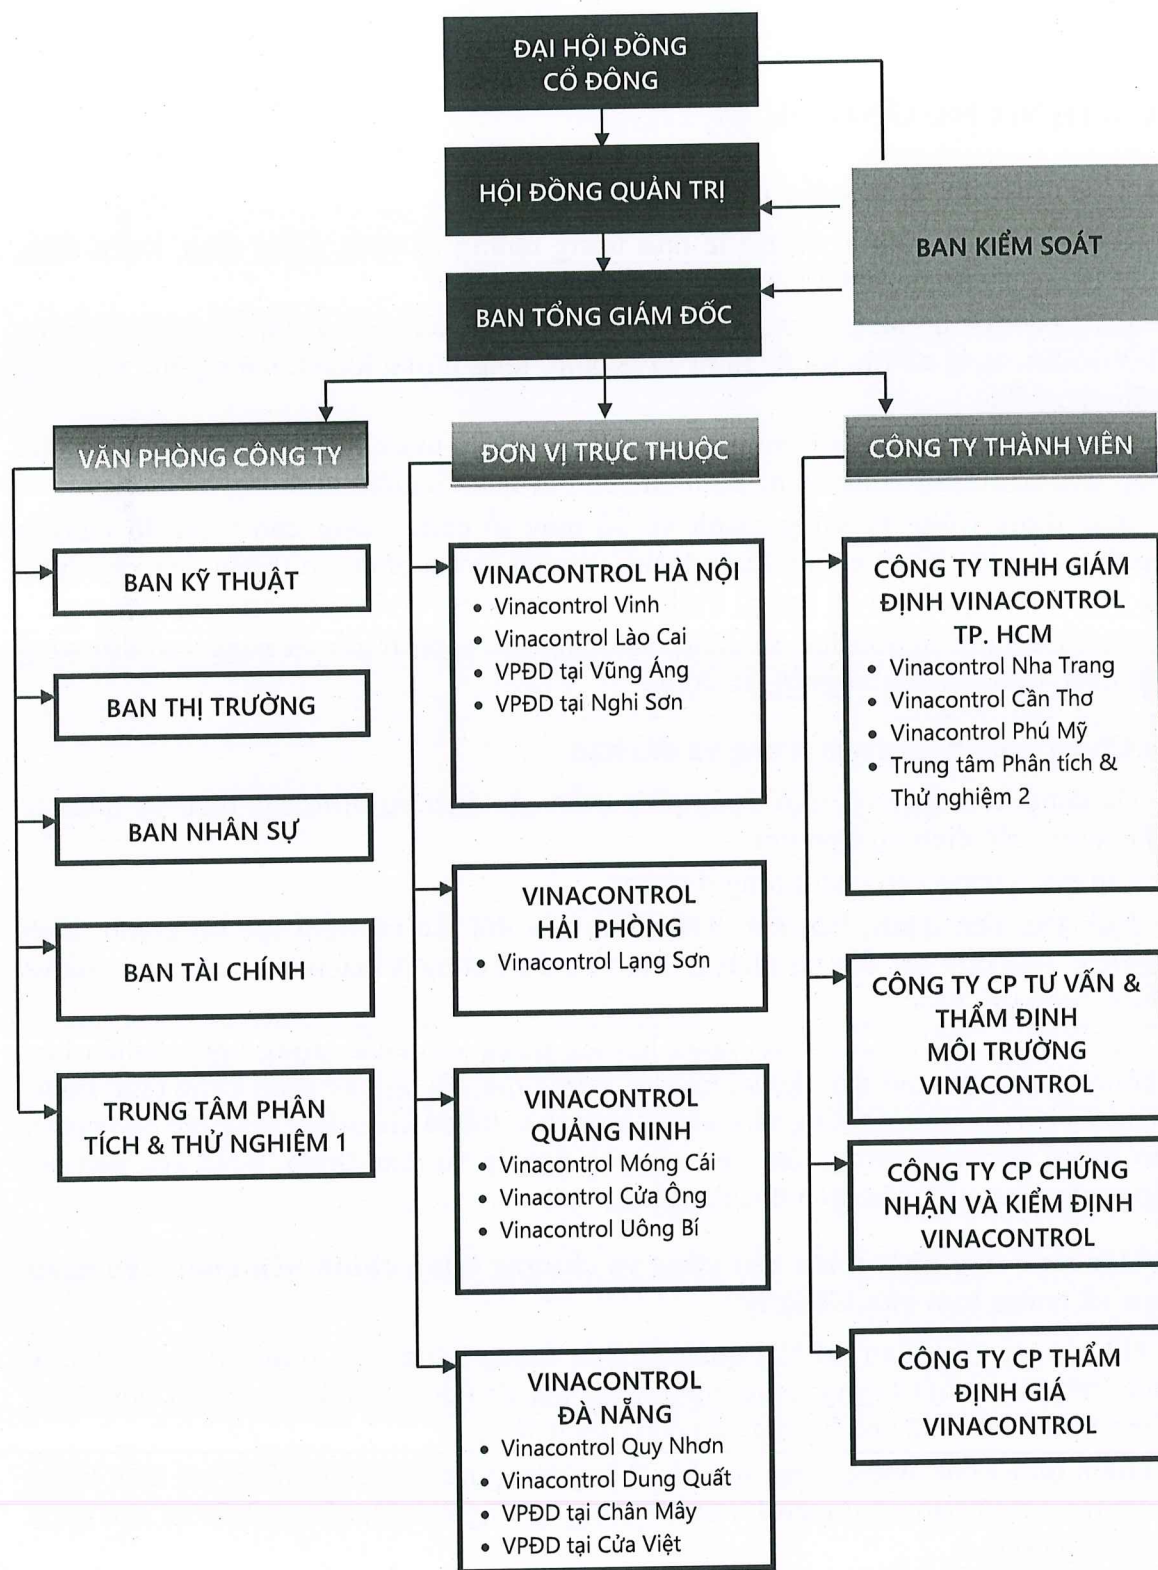 ĐẠI HỘI ĐỒNG
CỔ ĐÔNG
HỘI ĐỒNG QUẢN TRỊ
BAN KIỂM SOÁT
BAN TỔNG GIÁM ĐỐC
VĂN PHÒNG CÔNG TY
BAN KỸ THUẬT
BAN THỊ TRƯỜNG
BAN NHÂN SỰ
BAN TÀI CHÍNH
TRUNG TÂM PHÂN
TÍCH & THỬ NGHIỆM 1
ĐƠN VỊ TRỰC THUỘC
VINACONTROL HÀ NỘI
• Vinacontrol Vinh
• Vinacontrol Lào Cai
• VPĐD tại Vũng Áng
• VPĐD tại Nghi Sơn
VINACONTROL
HẢI PHÒNG
• Vinacontrol Lạng Sơn
VINACONTROL
QUẢNG NINH
• Vinacontrol Móng Cái
• Vinacontrol Cửa Ông
• Vinacontrol Uông Bí
VINACONTROL
ĐÀ NẴNG
• Vinacontrol Quy Nhơn
• Vinacontrol Dung Quất
• VPĐD tại Chân Mây
• VPĐD tại Cửa Việt
CÔNG TY THÀNH VIÊN
CÔNG TY TNHH GIÁM
ĐỊNH VINACONTROL
TP. HCM
• Vinacontrol Nha Trang
• Vinacontrol Cần Thơ
• Vinacontrol Phú Mỹ
• Trung tâm Phân tích &
Thử nghiệm 2
CÔNG TY CP TƯ VẤN &
THẨM ĐỊNH
MÔI TRƯỜNG
VINACONTROL
CÔNG TY CP CHỨNG
NHẬN VÀ KIỂM ĐỊNH
VINACONTROL
CÔNG TY CP THẨM
ĐỊNH GIÁ
VINACONTROL